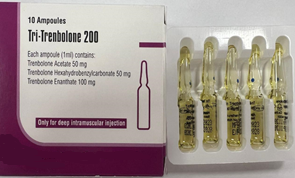 10 Ampoules
Tri-Trenbolone 200
Each ampoule (1ml) contains:
Trenbolone Acetate 50 mg
Trenbolone Hexahydrobenzylcarbonate 50 mg
Trenbolone Enanthate 100 mg
Only for deep intramuscular injection